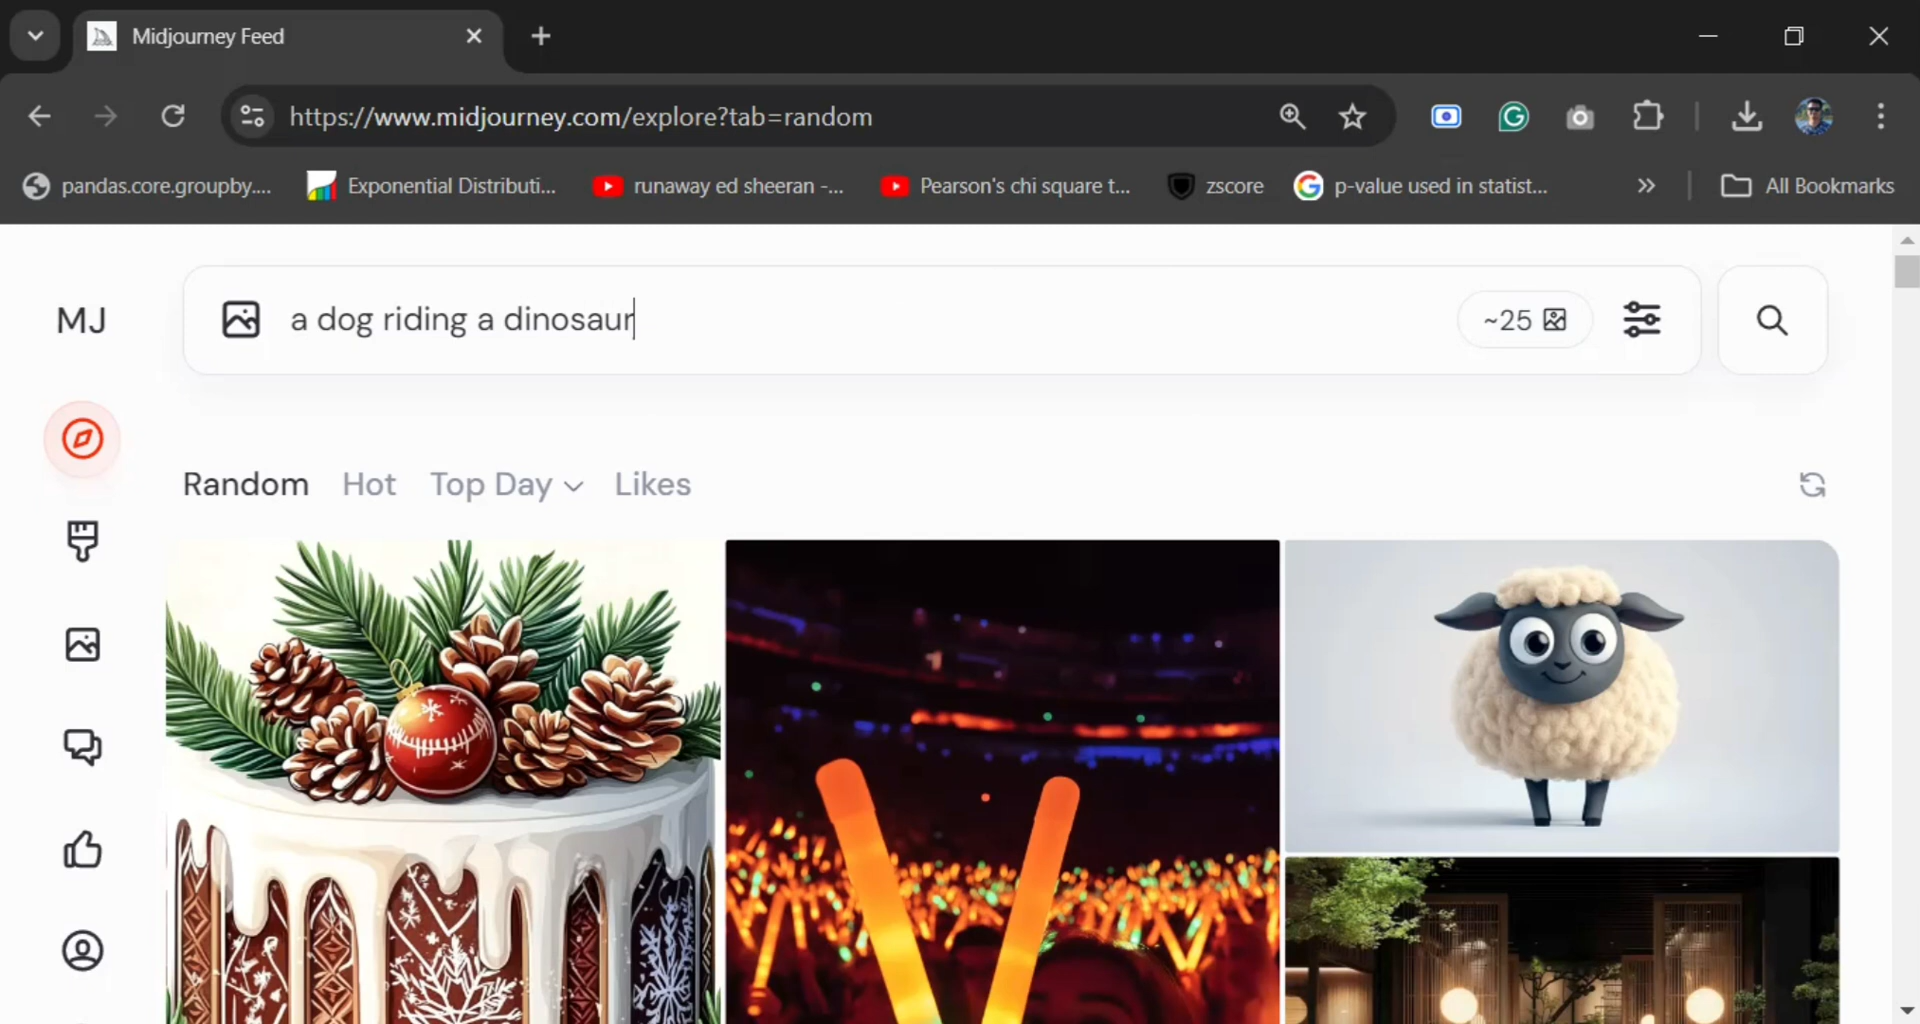 Midjourney Feed
https://www.midjourney.com/explore?tab=random
pandas.core.groupby.... Exponential Distributi... runaway ed sheeran -... Pearson's chi square t... zscore p-value used in statist... All Bookmarks
MJ a dog riding a dinosaur ~25
Random Hot Top Day Likes